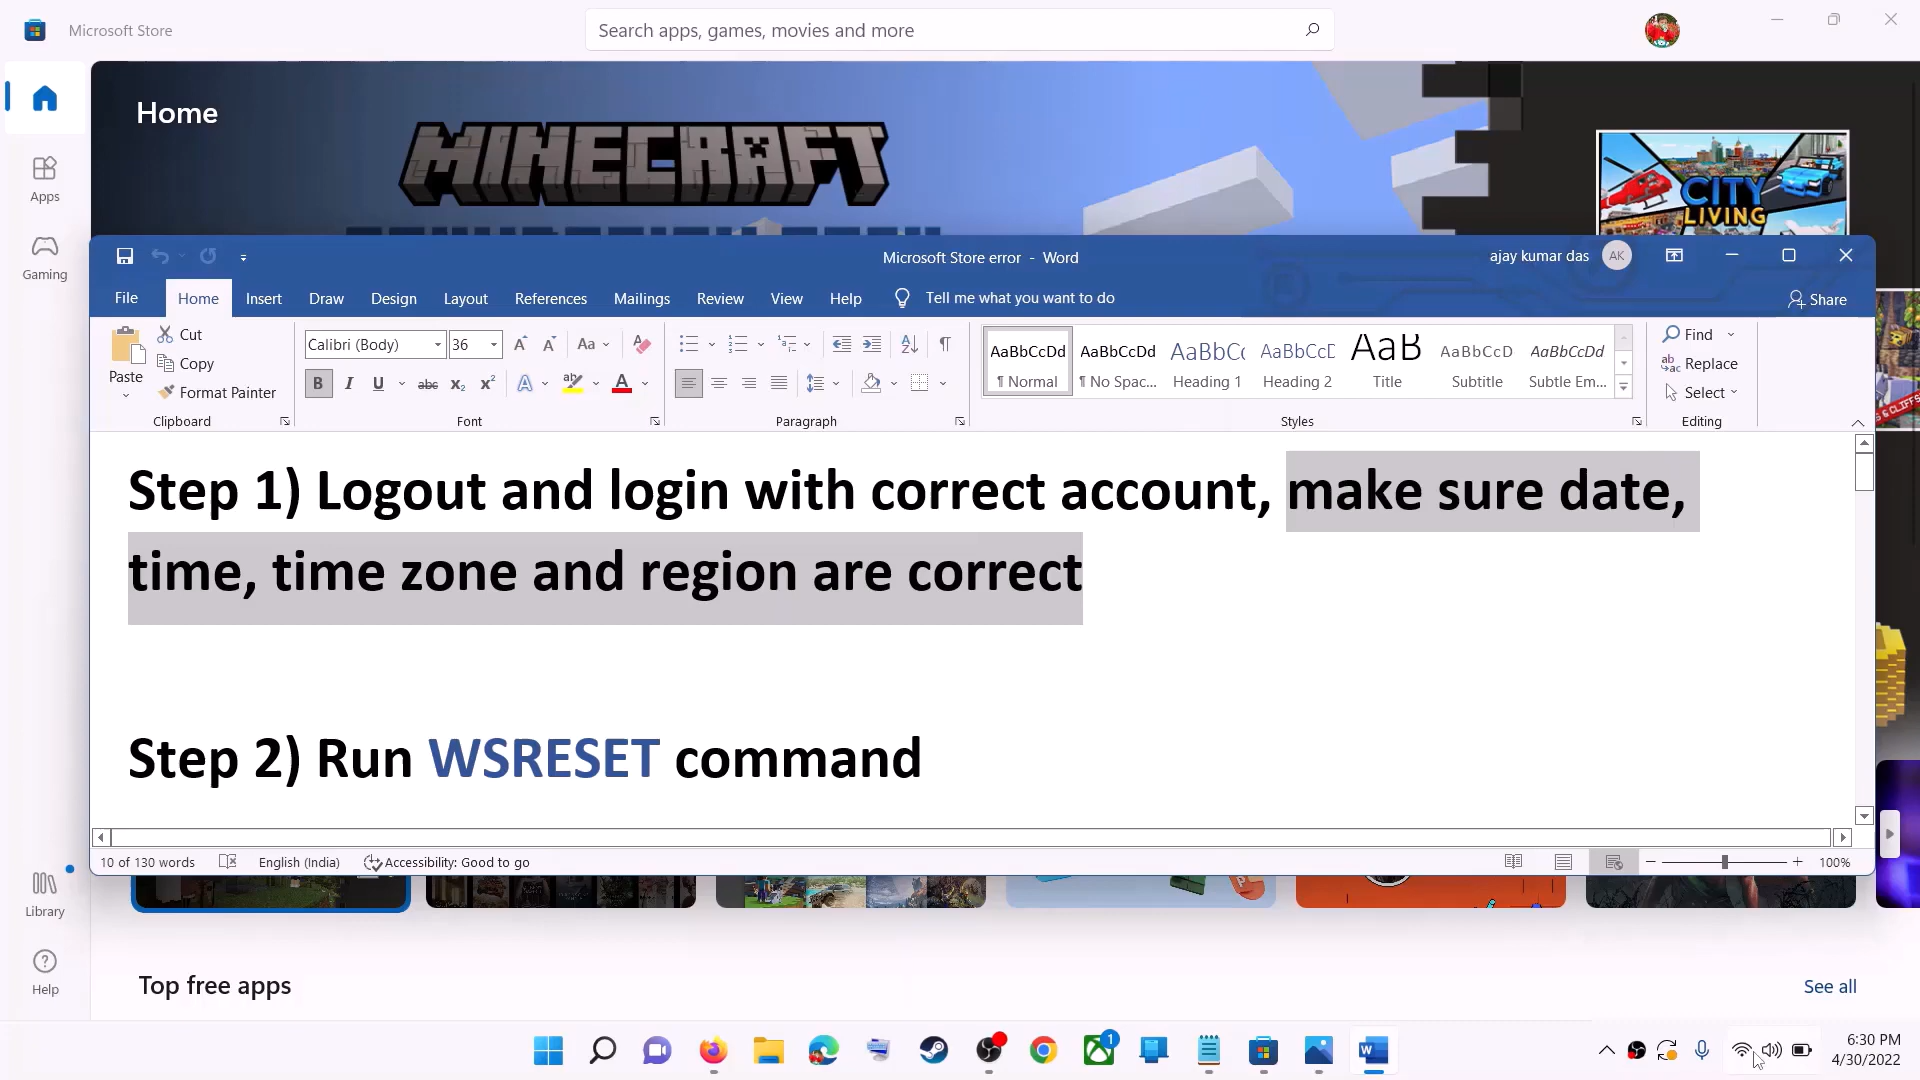 Microsoft Store
Search apps, games, movies and more
Home
MINECRAFT
CITY
LIVING
Apps
Gaming
Microsoft Store error - Word
ajay kumar das
AK
File
Home
Insert
Draw
Design
Layout
References
Mailings
Review
View
Help
Tell me what you want to do
Share
Paste
Cut
Copy
Format Painter
Clipboard
Calibri (Body)
36
Font
Paragraph
AaBbCcDd
¶ Normal
AaBbCcDd
¶ No Spac...
AaBbCc
Heading 1
AaBbCcD
Heading 2
AaB
Title
AaBbCcD
Subtitle
AaBbCcDd
Subtle Em...
Styles
Find
Replace
Select
Editing
Step 1) Logout and login with correct account, make sure date,
time, time zone and region are correct
Step 2) Run WSRESET command
10 of 130 words
English (India)
Accessibility: Good to go
100%
Library
Help
Top free apps
See all
1
6:30 PM
4/30/2022